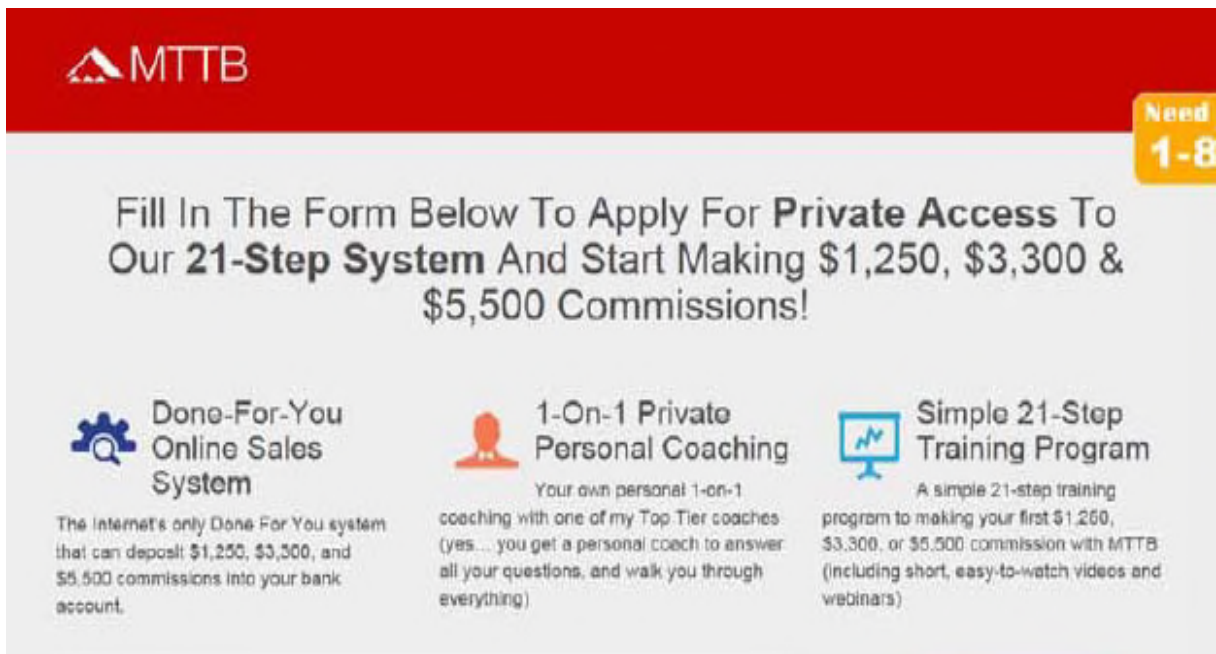 MTTB
Need
1-8
Fill In The Form Below To Apply For Private Access To
Our 21-Step System And Start Making $1,250, $3,300 &
$5,500 Commissions!
Done-For-You
Online Sales
System
The Internet's only Done For You system
that can deposit $1,250, $3,300, and
$5,500 commissions into your bank
account.
1-On-1 Private
Personal Coaching
Your own personal 1-on-1
coaching with one of my Top Tier coaches
(yes... you get a personal coach to answer
all your questions, and walk you through
everything)
Simple 21-Step
Training Program
A simple 21-step training
program to making your first $1,250,
$3,300, or $5,500 commission with MTTB
(including short, easy-to-watch videos and
webinars)